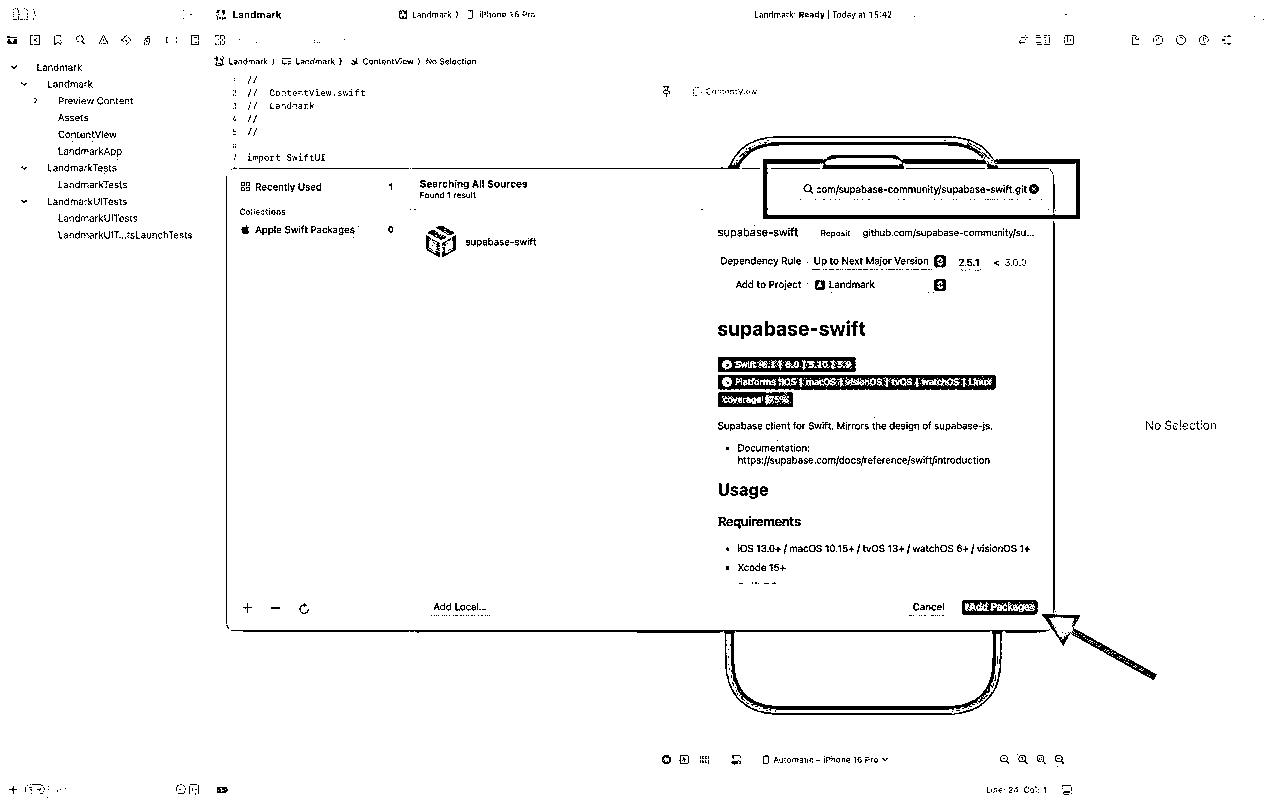 Landmark
Landmark 〉 iPhone 16 Pro
Landmark: Ready | Today at 15:42
Landmark
Landmark
Preview Content
Assets
ContentView
LandmarkApp
LandmarkTests
LandmarkTests
LandmarkUITests
LandmarkUITests
LandmarkUIT...tsLaunchTests
Landmark 〉 Landmark 〉 ContentView 〉 No Selection
1 //
2 // ContentView.swift
3 // Landmark
4 //
5 //
6
7 import SwiftUI
ContentView
Recently Used 1
Collections
Apple Swift Packages 0
Searching All Sources
Found 1 result
supabase-swift
com/supabase-community/supabase-swift.git
supabase-swift
Reposit github.com/supabase-community/su...
Dependency Rule Up to Next Major Version 2.5.1 < 3.0.0
Add to Project Landmark
supabase-swift
Swift 6.1 | 6.0 | 5.10 | 5.9
Platforms iOS | macOS | visionOS | tvOS | watchOS | Linux
coverage 75%
Supabase client for Swift. Mirrors the design of supabase-js.
• Documentation:
https://supabase.com/docs/reference/swift/introduction
Usage
Requirements
• iOS 13.0+ / macOS 10.15+ / tvOS 13+ / watchOS 6+ / visionOS 1+
• Xcode 15+
Add Local...
Cancel
Add Packages
No Selection
Automatic – iPhone 16 Pro
Line: 24 Col: 1